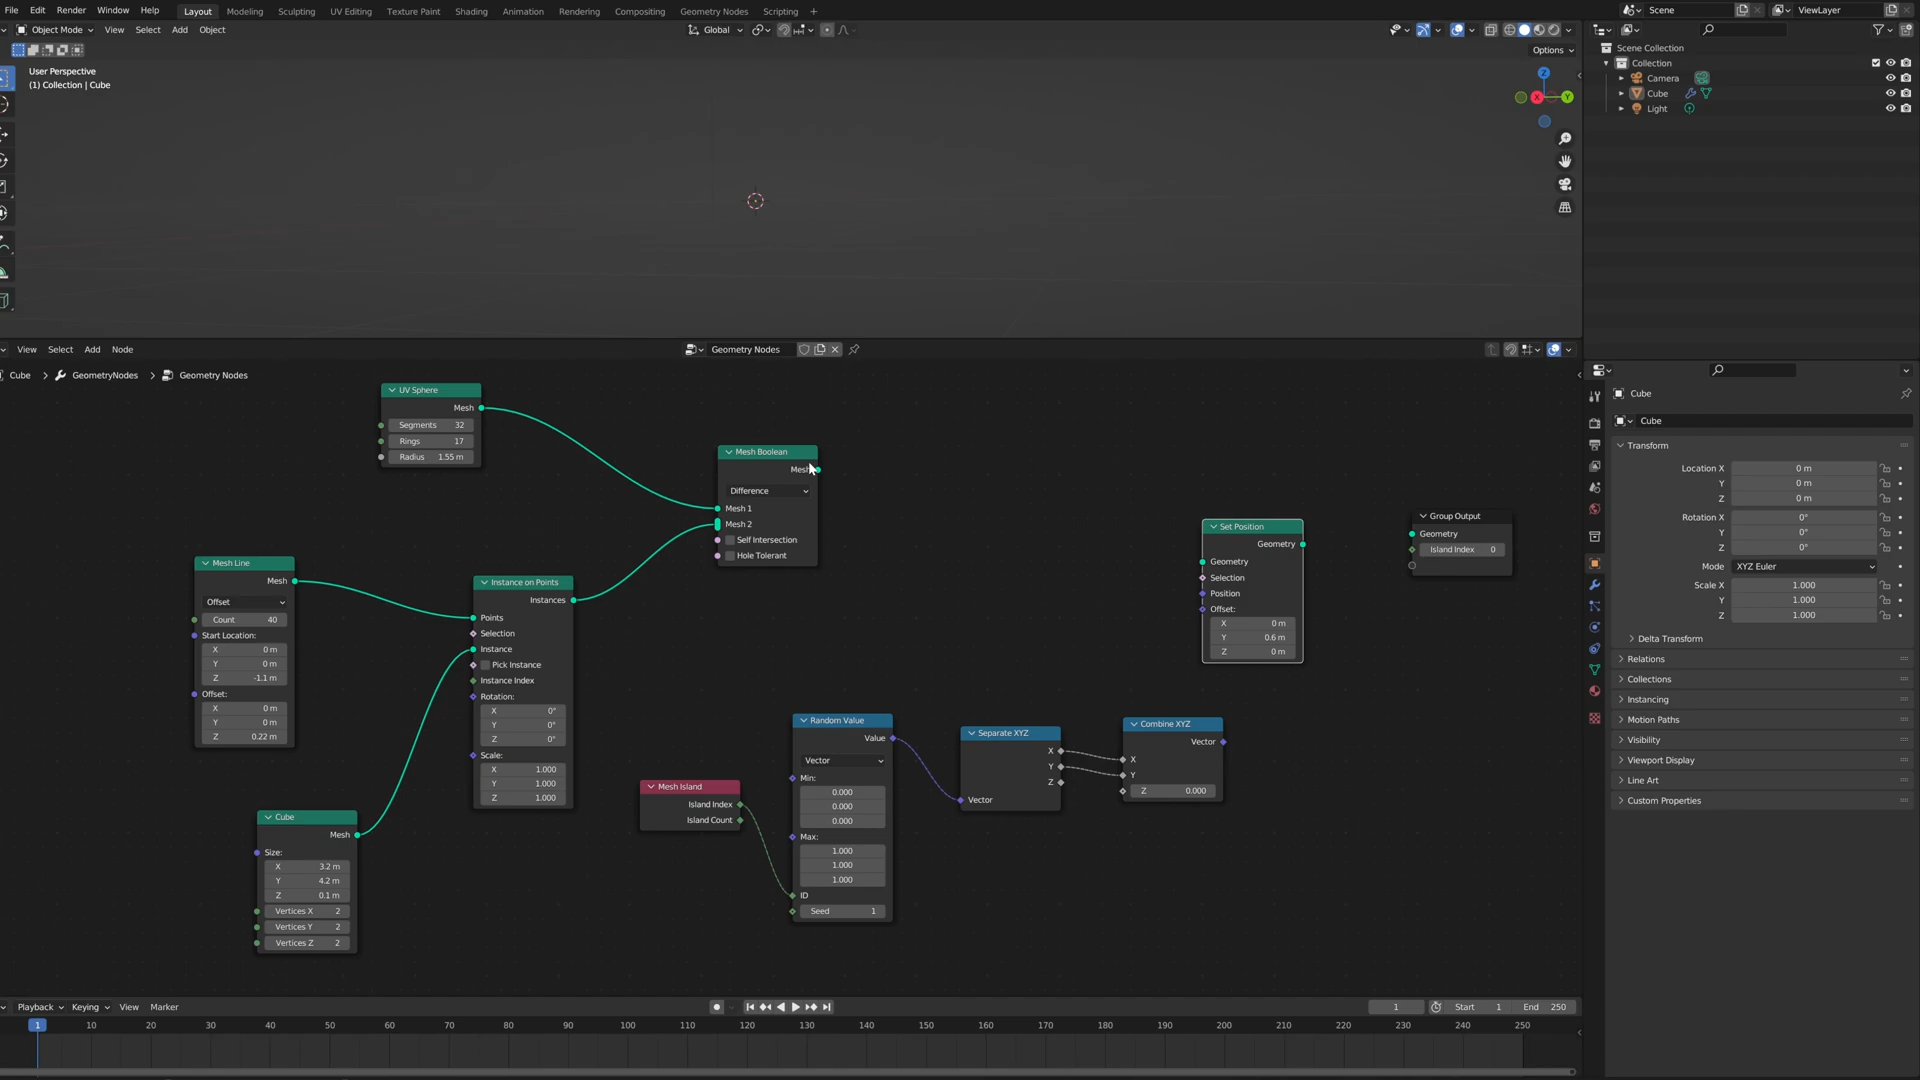 File Edit Render Window Help Layout Modeling Sculpting UV Editing Texture Paint Shading Animation Rendering Compositing Geometry Nodes Scripting + Scene ViewLayer
Object Mode View Select Add Object Global
Options
User Perspective
(1) Collection | Cube
Z
X
Y
Scene Collection
Collection
Camera
Cube
Light
View Select Add Node Geometry Nodes
Cube > GeometryNodes > Geometry Nodes
UV Sphere
Mesh
Segments 32
Rings 17
Radius 1.55 m
Mesh Boolean
Mesh
Difference
Mesh 1
Mesh 2
Self Intersection
Hole Tolerant
Mesh Line
Mesh
Offset
Count 40
Start Location:
X 0 m
Y 0 m
Z -1.1 m
Offset:
X 0 m
Y 0 m
Z 0.22 m
Instance on Points
Instances
Points
Selection
Instance
Pick Instance
Instance Index
Rotation:
X 0°
Y 0°
Z 0°
Scale:
X 1.000
Y 1.000
Z 1.000
Cube
Mesh
Size:
X 3.2 m
Y 4.2 m
Z 0.1 m
Vertices X 2
Vertices Y 2
Vertices Z 2
Mesh Island
Island Index
Island Count
Random Value
Value
Vector
Min:
0.000
0.000
0.000
Max:
1.000
1.000
1.000
ID
Seed 1
Separate XYZ
X
Y
Z
Vector
Combine XYZ
Vector
X
Y
Z 0.000
Set Position
Geometry
Geometry
Selection
Position
Offset:
X 0 m
Y 0.6 m
Z 0 m
Group Output
Geometry
Island Index 0
Cube
Cube
Transform
Location X 0 m
Y 0 m
Z 0 m
Rotation X 0°
Y 0°
Z 0°
Mode XYZ Euler
Scale X 1.000
Y 1.000
Z 1.000
Delta Transform
Relations
Collections
Instancing
Motion Paths
Visibility
Viewport Display
Line Art
Custom Properties
Playback Keying View Marker 1 Start 1 End 250
1 10 20 30 40 50 60 70 80 90 100 110 120 130 140 150 160 170 180 190 200 210 220 230 240 250